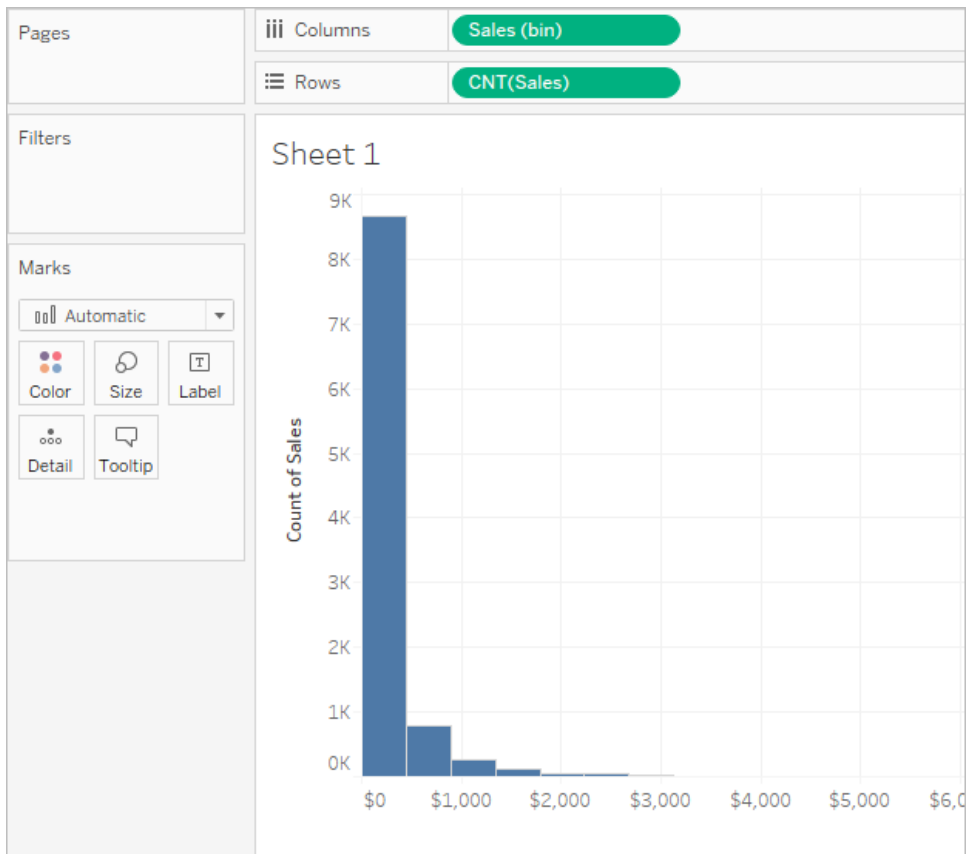 Pages
Columns
Sales (bin)
Rows
CNT(Sales)
Filters
Marks
Automatic
Color
Size
T
Label
Detail
Tooltip
Sheet 1
Count of Sales
9K
8K
7K
6K
5K
4K
3K
2K
1K
0K
$0 $1,000 $2,000 $3,000 $4,000 $5,000 $6,0